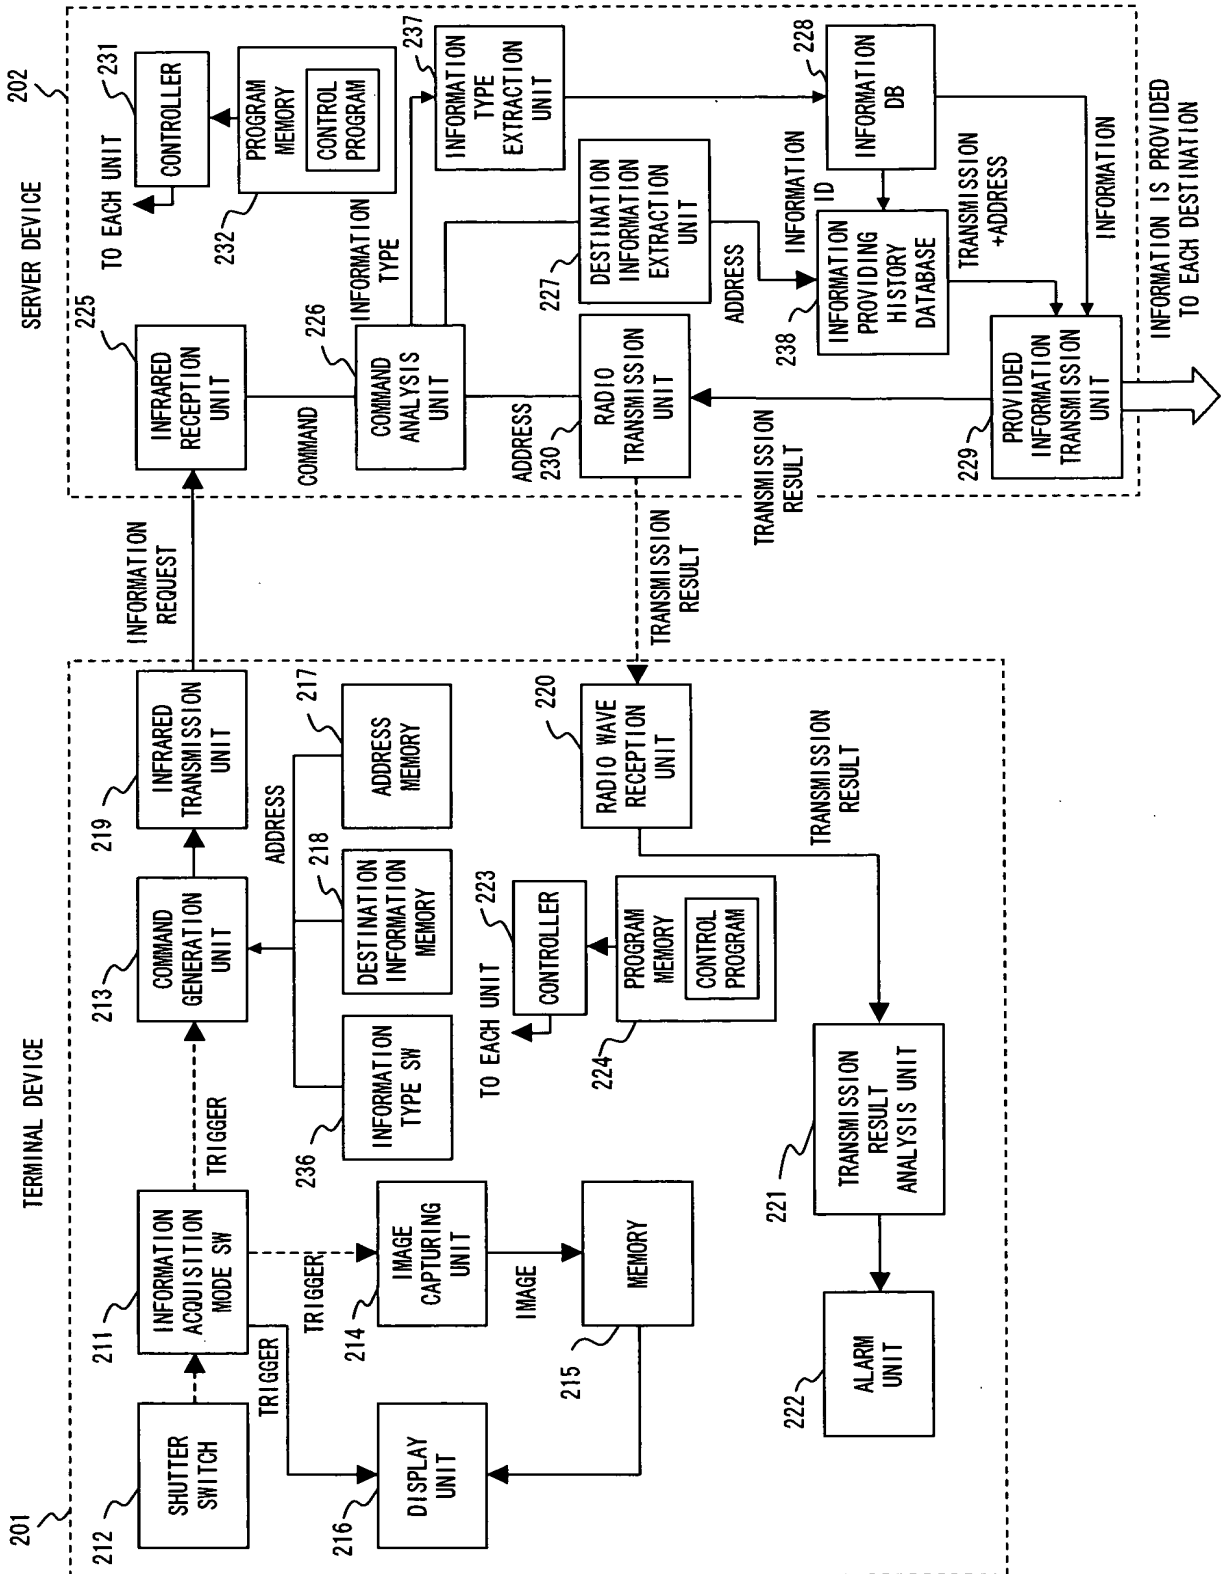 TERMINAL DEVICE
201
212
SHUTTER
SWITCH
211
INFORMATION
ACQUISITION
MODE SW
TRIGGER
213
COMMAND
GENERATION
UNIT
219
INFRARED
TRANSMISSION
UNIT
INFORMATION
REQUEST
TRIGGER
TRIGGER
216
DISPLAY
UNIT
214
IMAGE
CAPTURING
UNIT
IMAGE
215
MEMORY
236
INFORMATION
TYPE SW
218
DESTINATION
INFORMATION
MEMORY
ADDRESS
217
ADDRESS
MEMORY
TO EACH UNIT
223
CONTROLLER
224
PROGRAM
MEMORY
CONTROL
PROGRAM
220
RADIO WAVE
RECEPTION
UNIT
TRANSMISSION
RESULT
TRANSMISSION
RESULT
221
TRANSMISSION
RESULT
ANALYSIS UNIT
222
ALARM
UNIT
SERVER DEVICE
202
225
INFRARED
RECEPTION
UNIT
COMMAND
226
COMMAND
ANALYSIS
UNIT
TO EACH UNIT
231
CONTROLLER
232
PROGRAM
MEMORY
CONTROL
PROGRAM
INFORMATION
TYPE
237
INFORMATION
TYPE
EXTRACTION
UNIT
ADDRESS
230
RADIO
TRANSMISSION
UNIT
227
DESTINATION
INFORMATION
EXTRACTION
UNIT
ADDRESS
INFORMATION
ID
228
INFORMATION
DB
238
INFORMATION
PROVIDING
HISTORY
DATABASE
TRANSMISSION
+ADDRESS
INFORMATION
TRANSMISSION
RESULT
229
PROVIDED
INFORMATION
TRANSMISSION
UNIT
INFORMATION IS PROVIDED
TO EACH DESTINATION